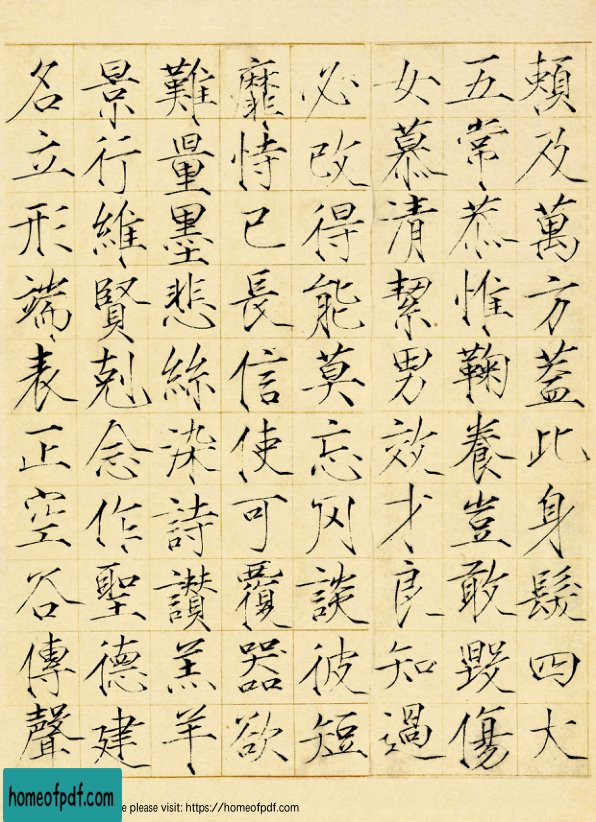 頼及萬方蓋此身髮四大
五常恭惟鞠養豈敢毀傷
女慕清絜男效才良知過
必改得能莫忘罔談彼短
靡恃己長信使可覆器欲
難量墨悲絲染詩讃羔羊
景行維賢剋念作聖德建
名立形端表正空谷傳聲
homeofpdf.com
please visit: https://homeofpdf.com